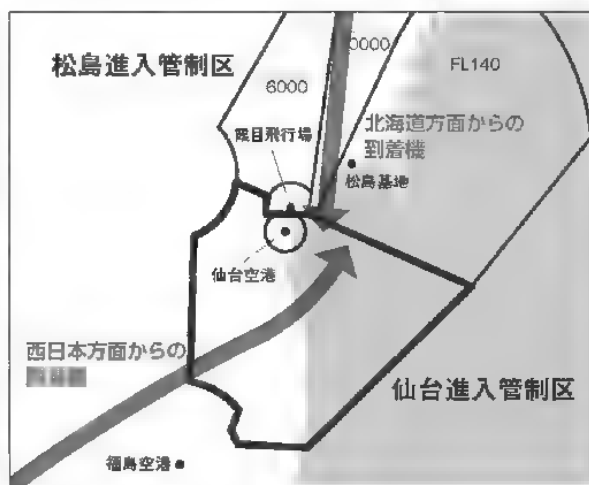 松島進入管制区
6000
0000
FL140
霞目飛行場
北海道方面からの
到着機
松島基地
仙台空港
西日本方面からの
仙台進入管制区
福島空港